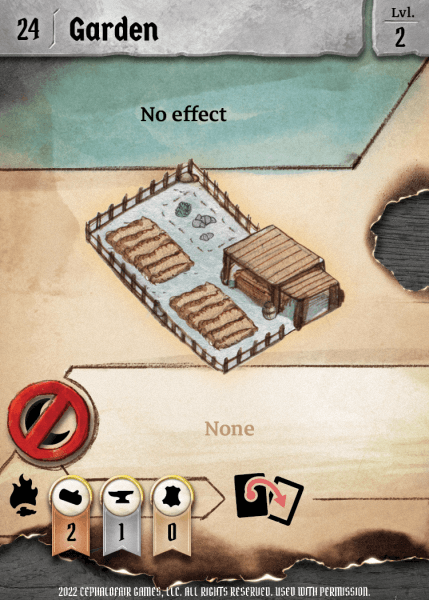 24 Garden
Lvl.
2
No effect
None
2 1 0
2022 CEPHALOFAIR GAMES, LLC. ALL RIGHTS RESERVED. USED WITH PERMISSION.